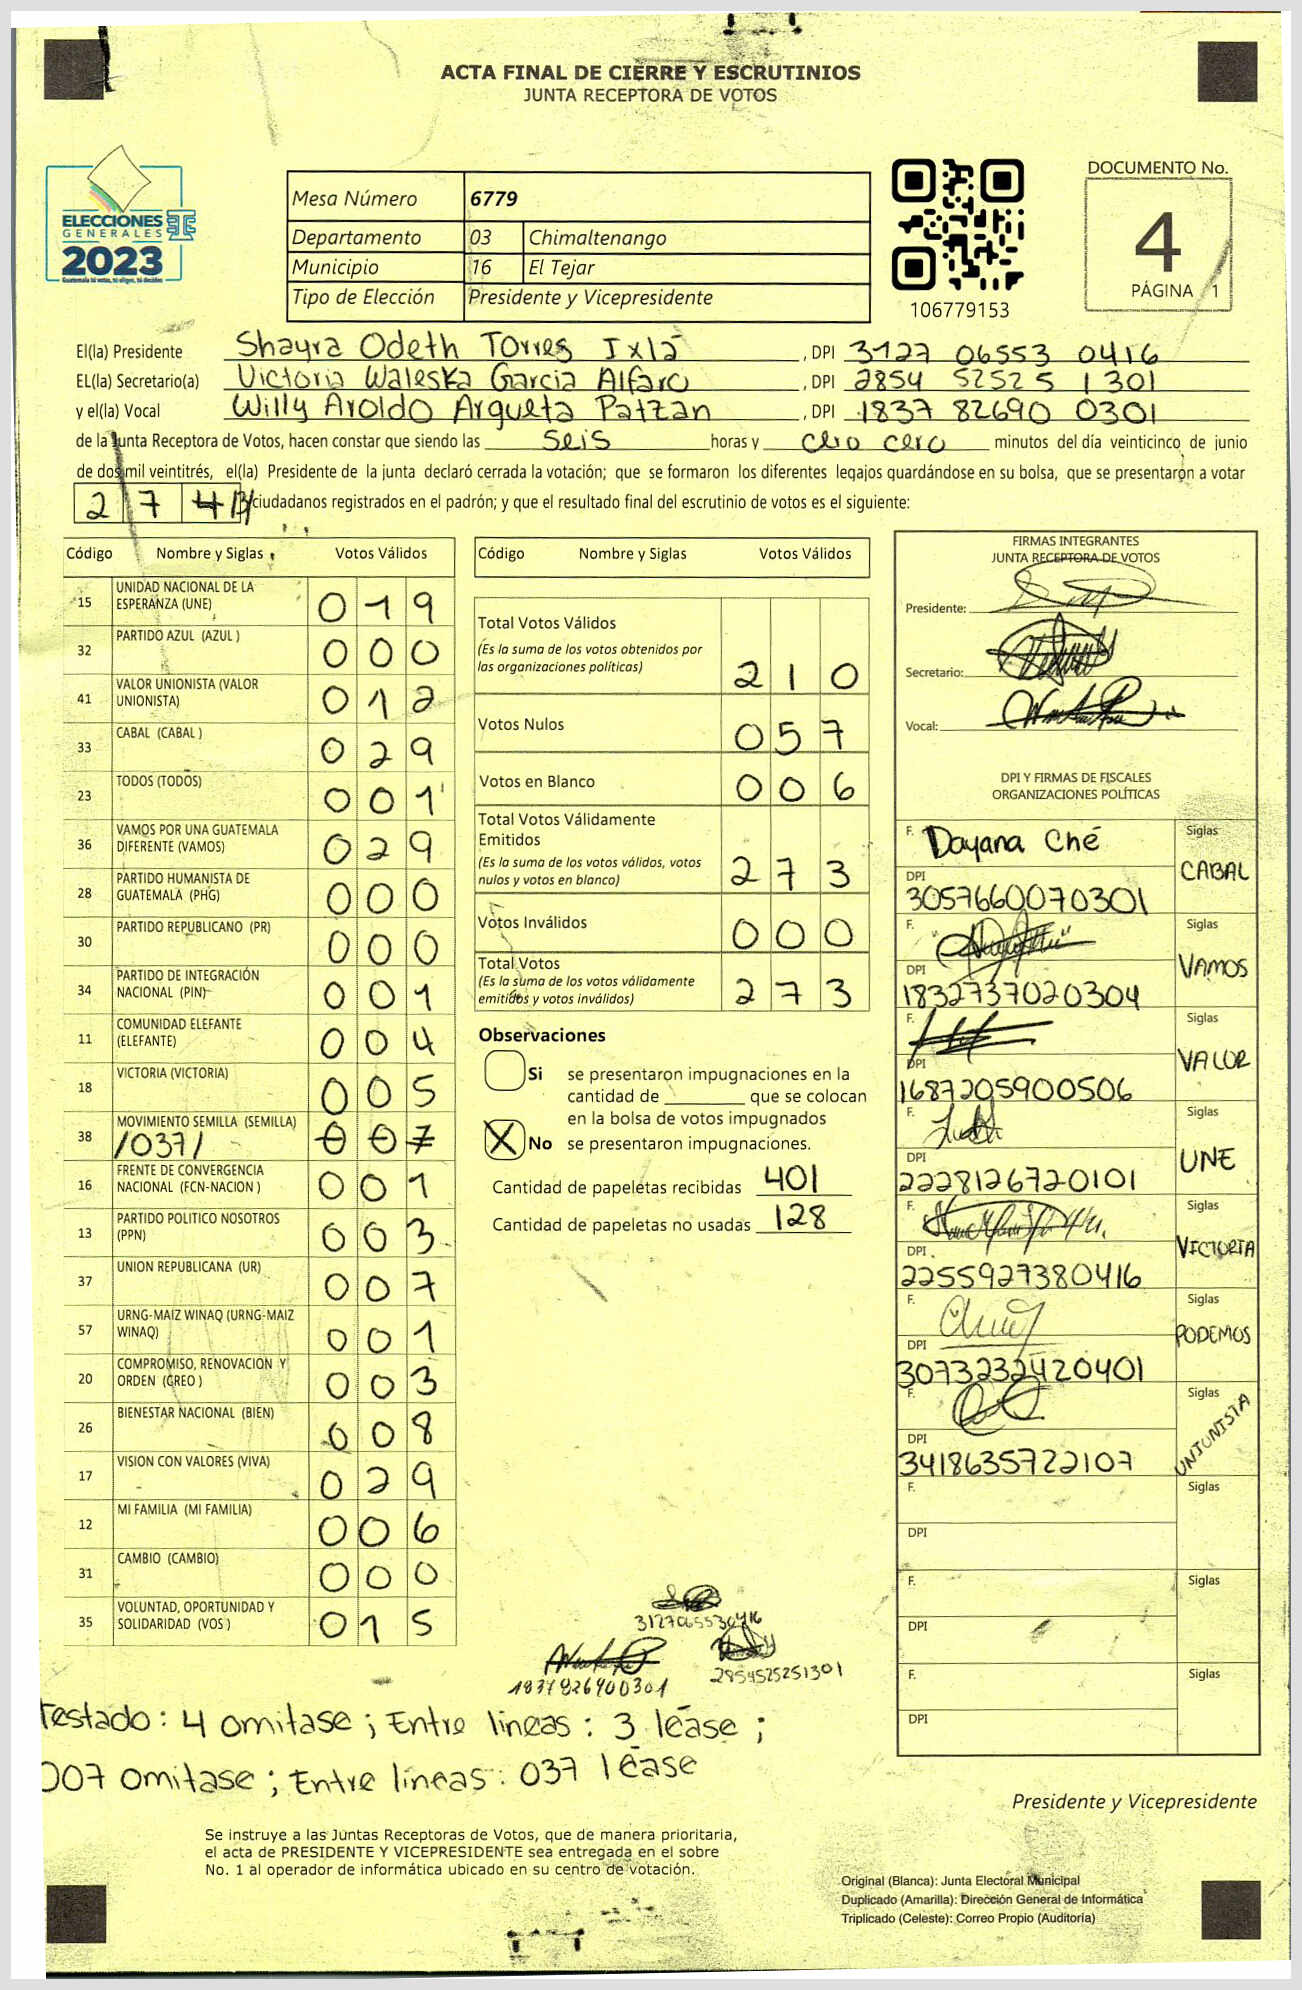 ACTA FINAL DE CIERRE Y ESCRUTINIOS
JUNTA RECEPTORA DE VOTOS
ELECCIONES
GENERALES
2023
Guatemala tú votas, tú eliges, tú decides
Mesa Número 6779
Departamento 03 Chimaltenango
Municipio 16 El Tejar
Tipo de Elección Presidente y Vicepresidente
106779153
DOCUMENTO No.
4
PÁGINA 1
El(la) Presidente Shayra Odeth Torres Ixlá , DPI 3127 06553 0416
EL(la) Secretario(a) Victoria Waleska Garcia Alfaro , DPI 2854 52525 1301
y el(la) Vocal Willy Aroldo Argueta Patzan , DPI 1837 82690 0301
de la Junta Receptora de Votos, hacen constar que siendo las seis horas y cero cero minutos del día veinticinco de junio
de dos mil veintitrés, el(la) Presidente de la junta declaró cerrada la votación; que se formaron los diferentes legajos guardándose en su bolsa, que se presentaron a votar
2 7 4 /3/ ciudadanos registrados en el padrón; y que el resultado final del escrutinio de votos es el siguiente:
Código Nombre y Siglas Votos Válidos
15 UNIDAD NACIONAL DE LA ESPERANZA (UNE) 0 1 9
32 PARTIDO AZUL (AZUL ) 0 0 0
41 VALOR UNIONISTA (VALOR UNIONISTA) 0 1 2
33 CABAL (CABAL ) 0 2 9
23 TODOS (TODOS) 0 0 1
36 VAMOS POR UNA GUATEMALA DIFERENTE (VAMOS) 0 2 9
28 PARTIDO HUMANISTA DE GUATEMALA (PHG) 0 0 0
30 PARTIDO REPUBLICANO (PR) 0 0 0
34 PARTIDO DE INTEGRACIÓN NACIONAL (PIN) 0 0 1
11 COMUNIDAD ELEFANTE (ELEFANTE) 0 0 4
18 VICTORIA (VICTORIA) 0 0 5
38 MOVIMIENTO SEMILLA (SEMILLA) /037/ 0 0 7
16 FRENTE DE CONVERGENCIA NACIONAL (FCN-NACION ) 0 0 1
13 PARTIDO POLITICO NOSOTROS (PPN) 0 0 3
37 UNION REPUBLICANA (UR) 0 0 7
57 URNG-MAIZ WINAQ (URNG-MAIZ WINAQ) 0 0 1
20 COMPROMISO, RENOVACION Y ORDEN (CREO ) 0 0 3
26 BIENESTAR NACIONAL (BIEN) 0 0 8
17 VISION CON VALORES (VIVA) 0 2 9
12 MI FAMILIA (MI FAMILIA) 0 0 6
31 CAMBIO (CAMBIO) 0 0 0
35 VOLUNTAD, OPORTUNIDAD Y SOLIDARIDAD (VOS ) 0 1 5
Código Nombre y Siglas Votos Válidos
Total Votos Válidos
(Es la suma de los votos obtenidos por
las organizaciones políticas) 2 1 0
Votos Nulos 0 5 7
Votos en Blanco 0 0 6
Total Votos Válidamente
Emitidos
(Es la suma de los votos válidos, votos
nulos y votos en blanco) 2 7 3
Votos Inválidos 0 0 0
Total Votos
(Es la suma de los votos válidamente
emitidos y votos inválidos) 2 7 3
Observaciones
Si se presentaron impugnaciones en la
cantidad de ________ que se colocan
en la bolsa de votos impugnados
X No se presentaron impugnaciones.
Cantidad de papeletas recibidas 401
Cantidad de papeletas no usadas 128
FIRMAS INTEGRANTES
JUNTA RECEPTORA DE VOTOS
Presidente:
Secretario:
Vocal:
DPI Y FIRMAS DE FISCALES
ORGANIZACIONES POLÍTICAS
F. Dayana Ché Siglas
DPI CABAL
3057660070301
F. Siglas
DPI VAMOS
1832737020304
F. Siglas
DPI VALOR
1687205900506
F. Siglas
DPI UNE
2228126720101
F. Siglas
DPI VICTORIA
2255927380416
F. Siglas
DPI PODEMOS
3073232420401
F. Siglas
DPI UNIONISTA
3418635722107
F. Siglas
DPI
F. Siglas
DPI
F. Siglas
DPI
3127065530416
1837826900301
2854525251301
Testado: 4 omitase; Entre lineas: 3 léase;
007 omitase; Entre líneas: 037 léase
Presidente y Vicepresidente
Se instruye a las Juntas Receptoras de Votos, que de manera prioritaria,
el acta de PRESIDENTE Y VICEPRESIDENTE sea entregada en el sobre
No. 1 al operador de informática ubicado en su centro de votación.
Original (Blanca): Junta Electoral Municipal
Duplicado (Amarilla): Dirección General de Informática
Triplicado (Celeste): Correo Propio (Auditoría)